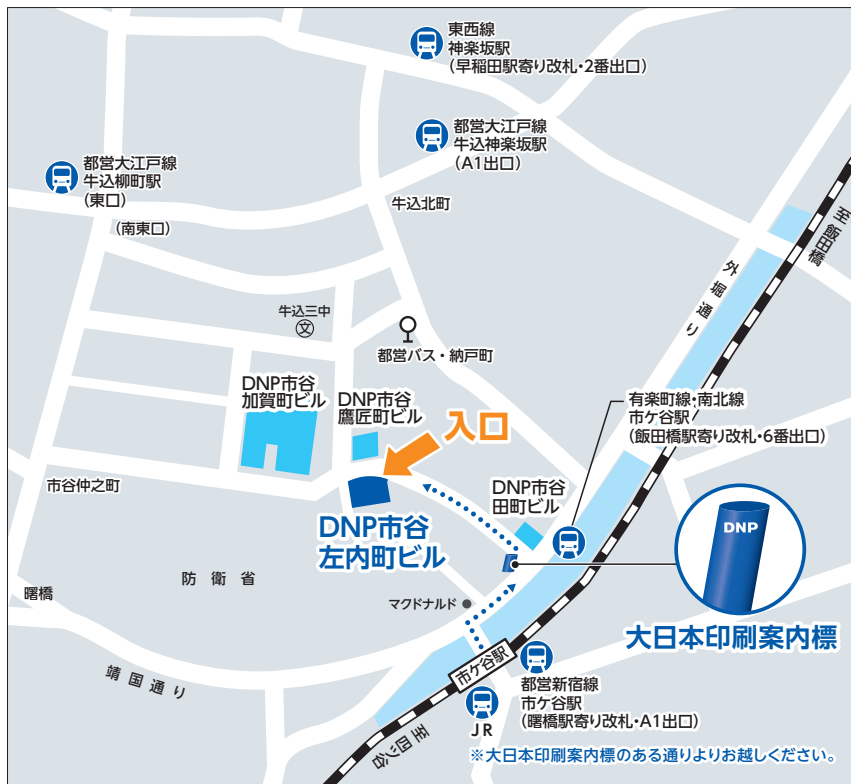 東西線
神楽坂駅
(早稲田駅寄り改札・2番出口)
都営大江戸線
牛込神楽坂駅
(A1出口)
都営大江戸線
牛込柳町駅
(東口)
(南東口)
牛込北町
至飯田橋
外堀通り
牛込三中
文
都営バス・納戸町
DNP市谷
加賀町ビル
DNP市谷
鷹匠町ビル
入口
有楽町線・南北線
市ケ谷駅
(飯田橋駅寄り改札・6番出口)
市谷仲之町
DNP市谷
田町ビル
DNP市谷
左内町ビル
DNP
防衛省
曙橋
マクドナルド
大日本印刷案内標
靖国通り
市ケ谷駅
都営新宿線
市ケ谷駅
(曙橋駅寄り改札・A1出口)
JR
至四ツ谷
※大日本印刷案内標のある通りよりお越しください。